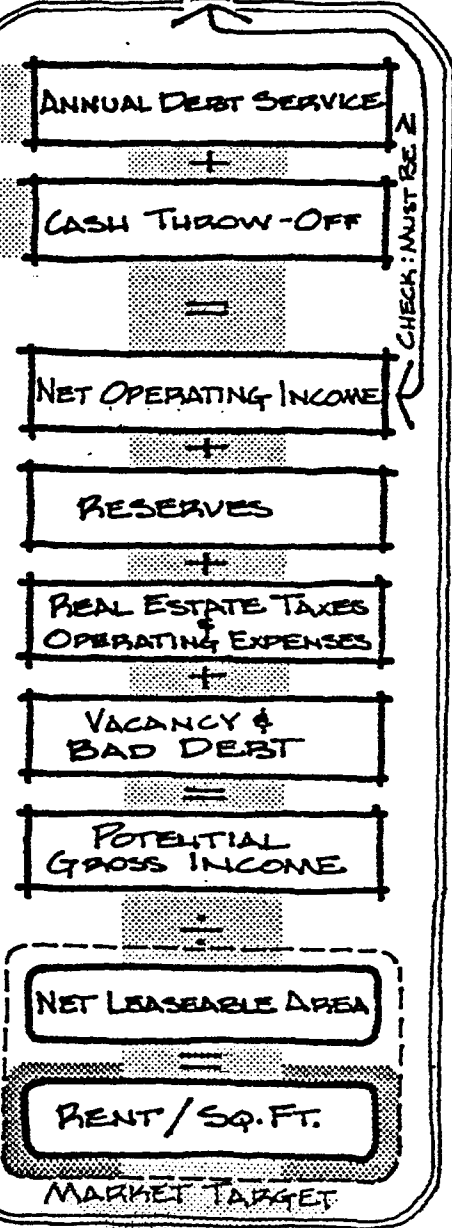 ANNUAL DEBT SERVICE
+
CASH THROW-OFF
=
NET OPERATING INCOME
+
RESERVES
+
REAL ESTATE TAXES
&
OPERATING EXPENSES
+
VACANCY &
BAD DEBT
=
POTENTIAL
GROSS INCOME
÷
NET LEASEABLE AREA
=
RENT/SQ.FT.
MARKET TARGET
CHECK: MUST BE ≥